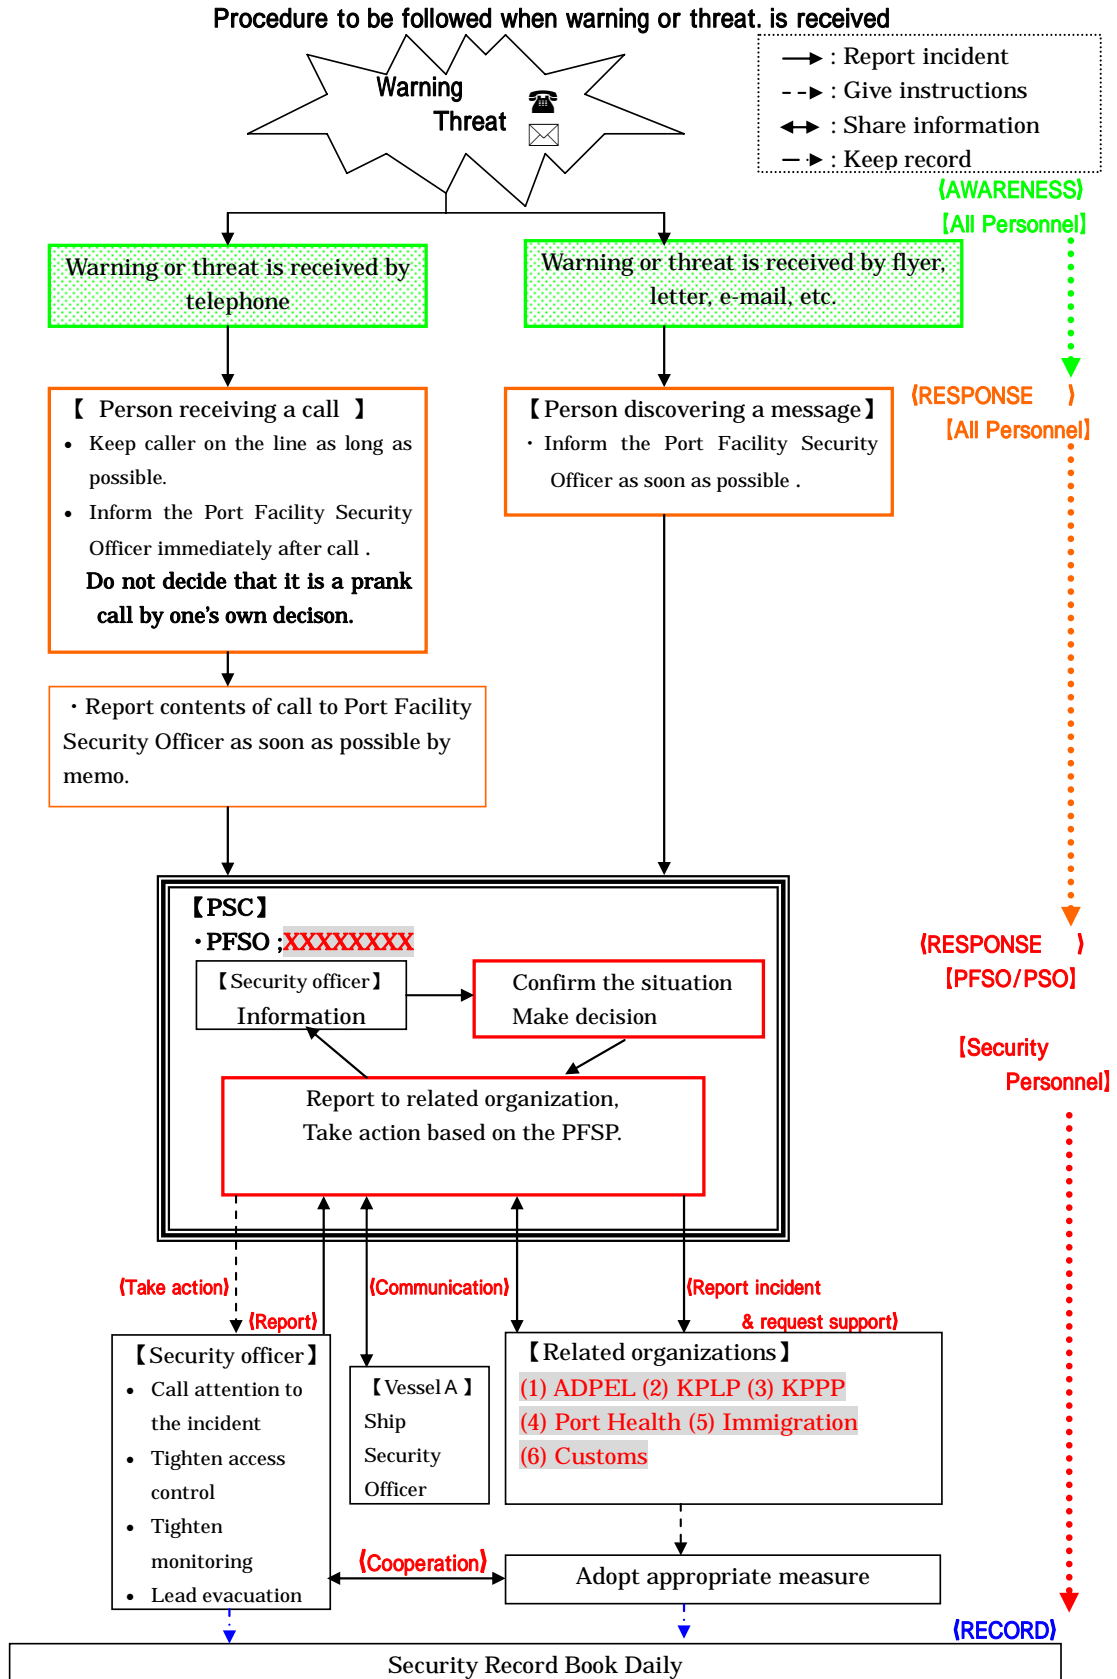 Procedure to be followed when warning or threat. is received
Warning
Threat
: Report incident
: Give instructions
: Share information
: Keep record
⟪AWARENESS⟫
【All Personnel】
Warning or threat is received by
telephone
Warning or threat is received by flyer,
letter, e-mail, etc.
⟪RESPONSE ⟫
【All Personnel】
【 Person receiving a call 】
• Keep caller on the line as long as
possible.
• Inform the Port Facility Security
Officer immediately after call .
Do not decide that it is a prank
call by one's own decison.
【Person discovering a message】
・Inform the Port Facility Security
Officer as soon as possible .
・Report contents of call to Port Facility
Security Officer as soon as possible by
memo.
【PSC】
・PFSO ;XXXXXXXX
⟪RESPONSE ⟫
【PFSO/PSO】
【Security
Personnel】
【Security officer】
Information
Confirm the situation
Make decision
Report to related organization,
Take action based on the PFSP.
⟪Take action⟫
⟪Report⟫
⟪Communication⟫
⟪Report incident
& request support⟫
【Security officer】
• Call attention to
the incident
• Tighten access
control
• Tighten
monitoring
• Lead evacuation
【Vessel A】
Ship
Security
Officer
【Related organizations】
(1) ADPEL (2) KPLP (3) KPPP
(4) Port Health (5) Immigration
(6) Customs
⟪Cooperation⟫
Adopt appropriate measure
⟪RECORD⟫
Security Record Book Daily